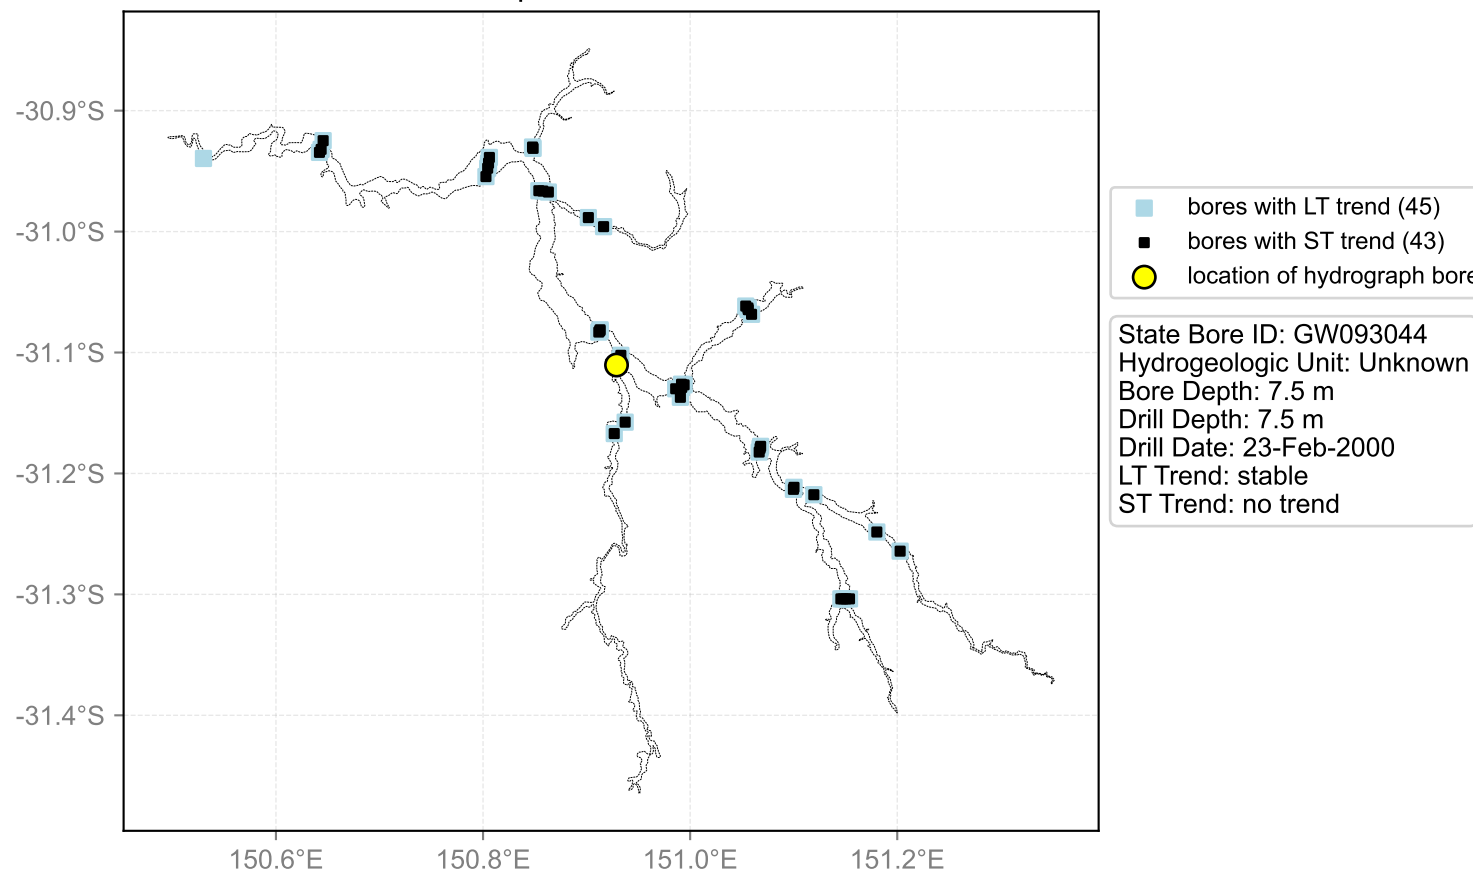 -30.9°S
-31.0°S
-31.1°S
-31.2°S
-31.3°S
-31.4°S
150.6°E
150.8°E
151.0°E
151.2°E
bores with LT trend (45)
bores with ST trend (43)
location of hydrograph bore
State Bore ID: GW093044
Hydrogeologic Unit: Unknown
Bore Depth: 7.5 m
Drill Depth: 7.5 m
Drill Date: 23-Feb-2000
LT Trend: stable
ST Trend: no trend